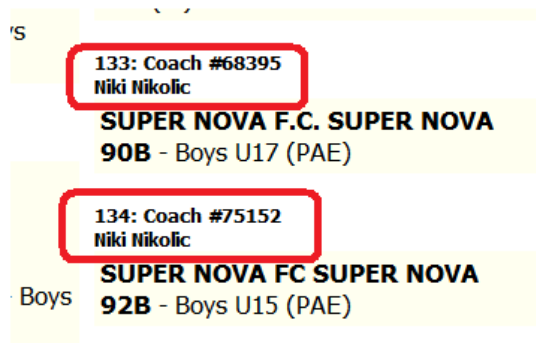 's
133: Coach #68395
Niki Nikolic
SUPER NOVA F.C. SUPER NOVA
90B - Boys U17 (PAE)
134: Coach #75152
Niki Nikolic
SUPER NOVA FC SUPER NOVA
- Boys
92B - Boys U15 (PAE)